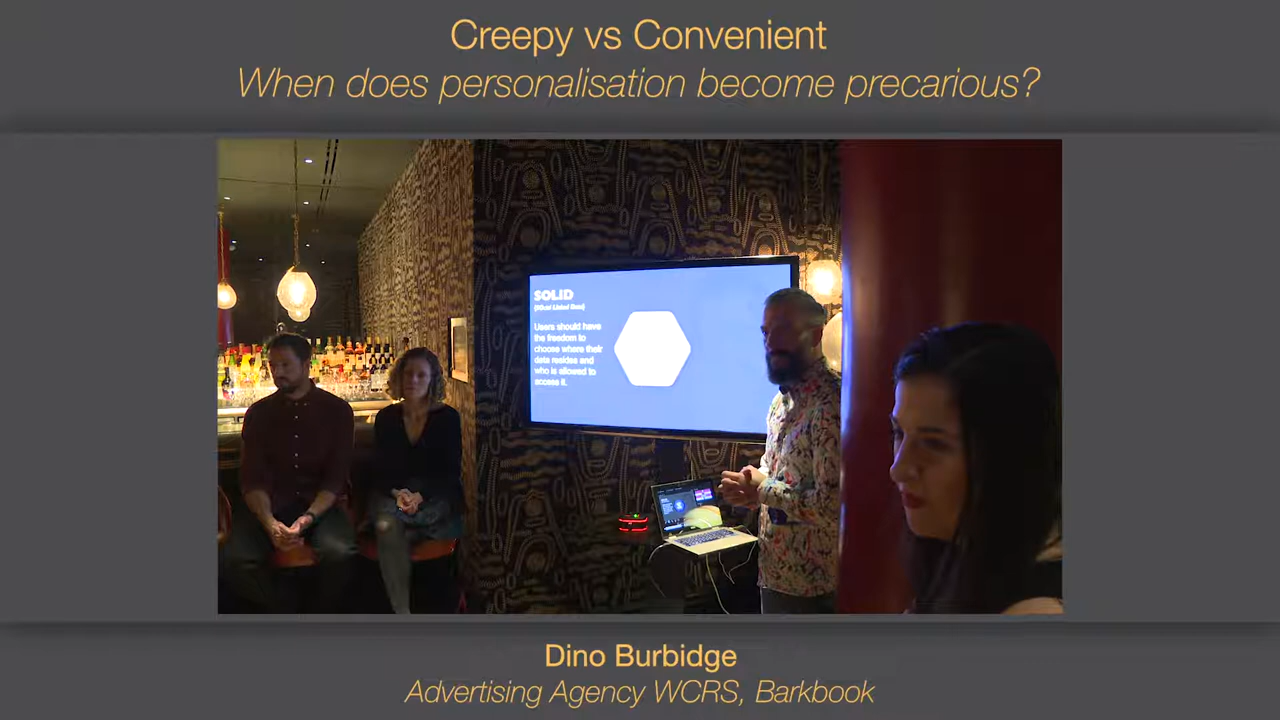 Creepy vs Convenient
When does personalisation become precarious?
SOLID
Users should have
the freedom to
choose where their
data resides and
who is allowed to
access it.
Dino Burbidge
Advertising Agency WCRS, Barkbook